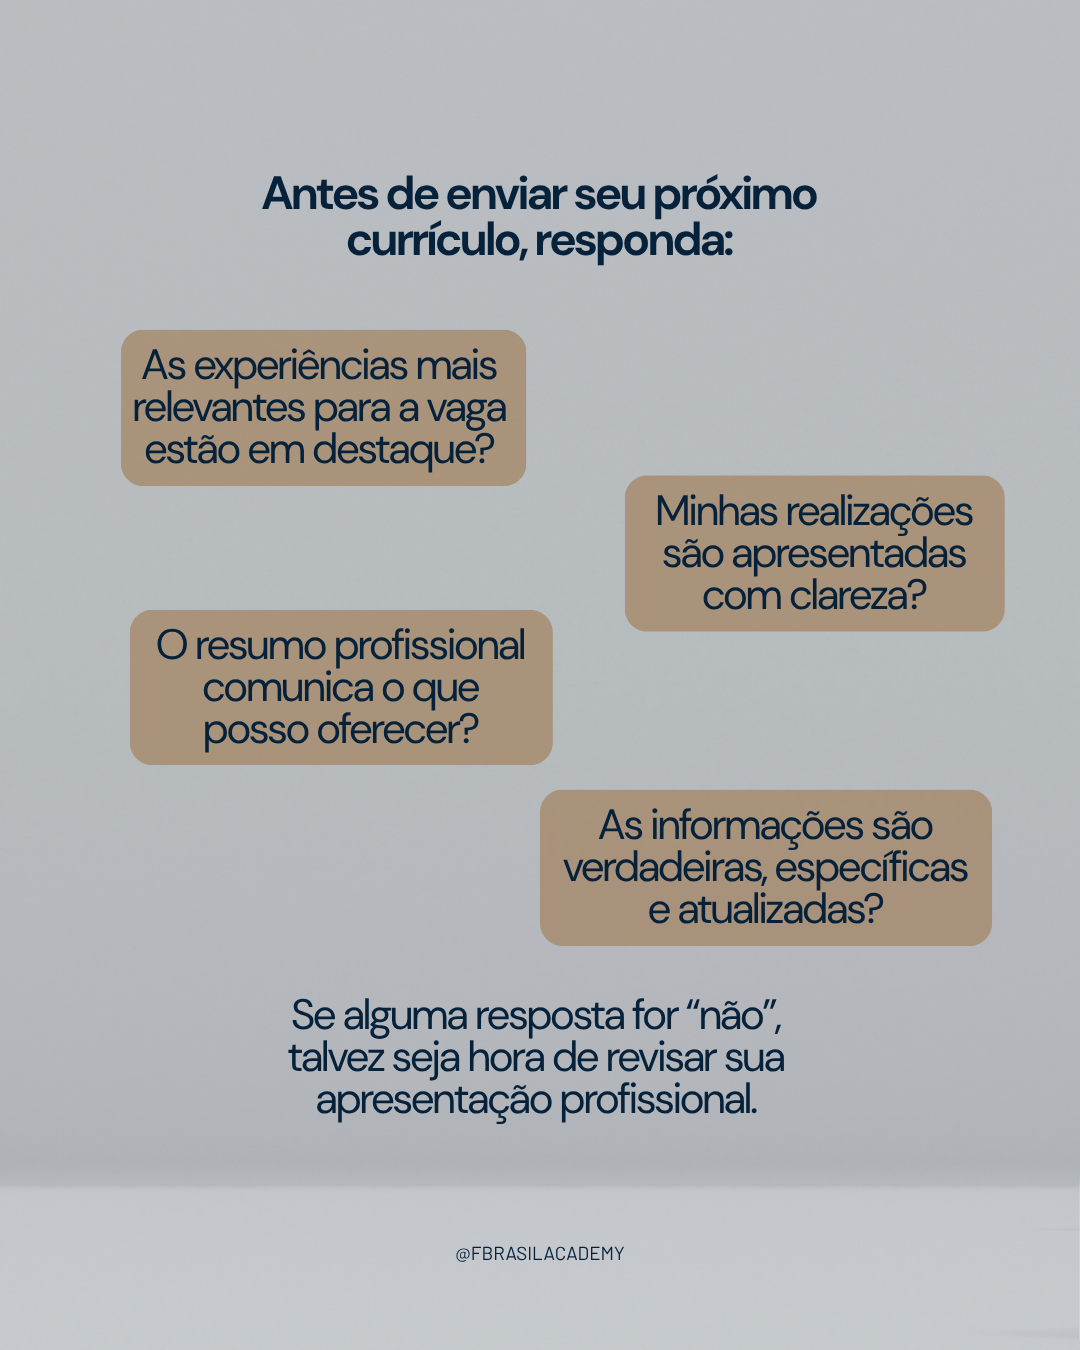 Antes de enviar seu próximo
currículo, responda:
As experiências mais
relevantes para a vaga
estão em destaque?
Minhas realizações
são apresentadas
com clareza?
O resumo profissional
comunica o que
posso oferecer?
As informações são
verdadeiras, específicas
e atualizadas?
Se alguma resposta for “não”,
talvez seja hora de revisar sua
apresentação profissional.
@FBRASILACADEMY